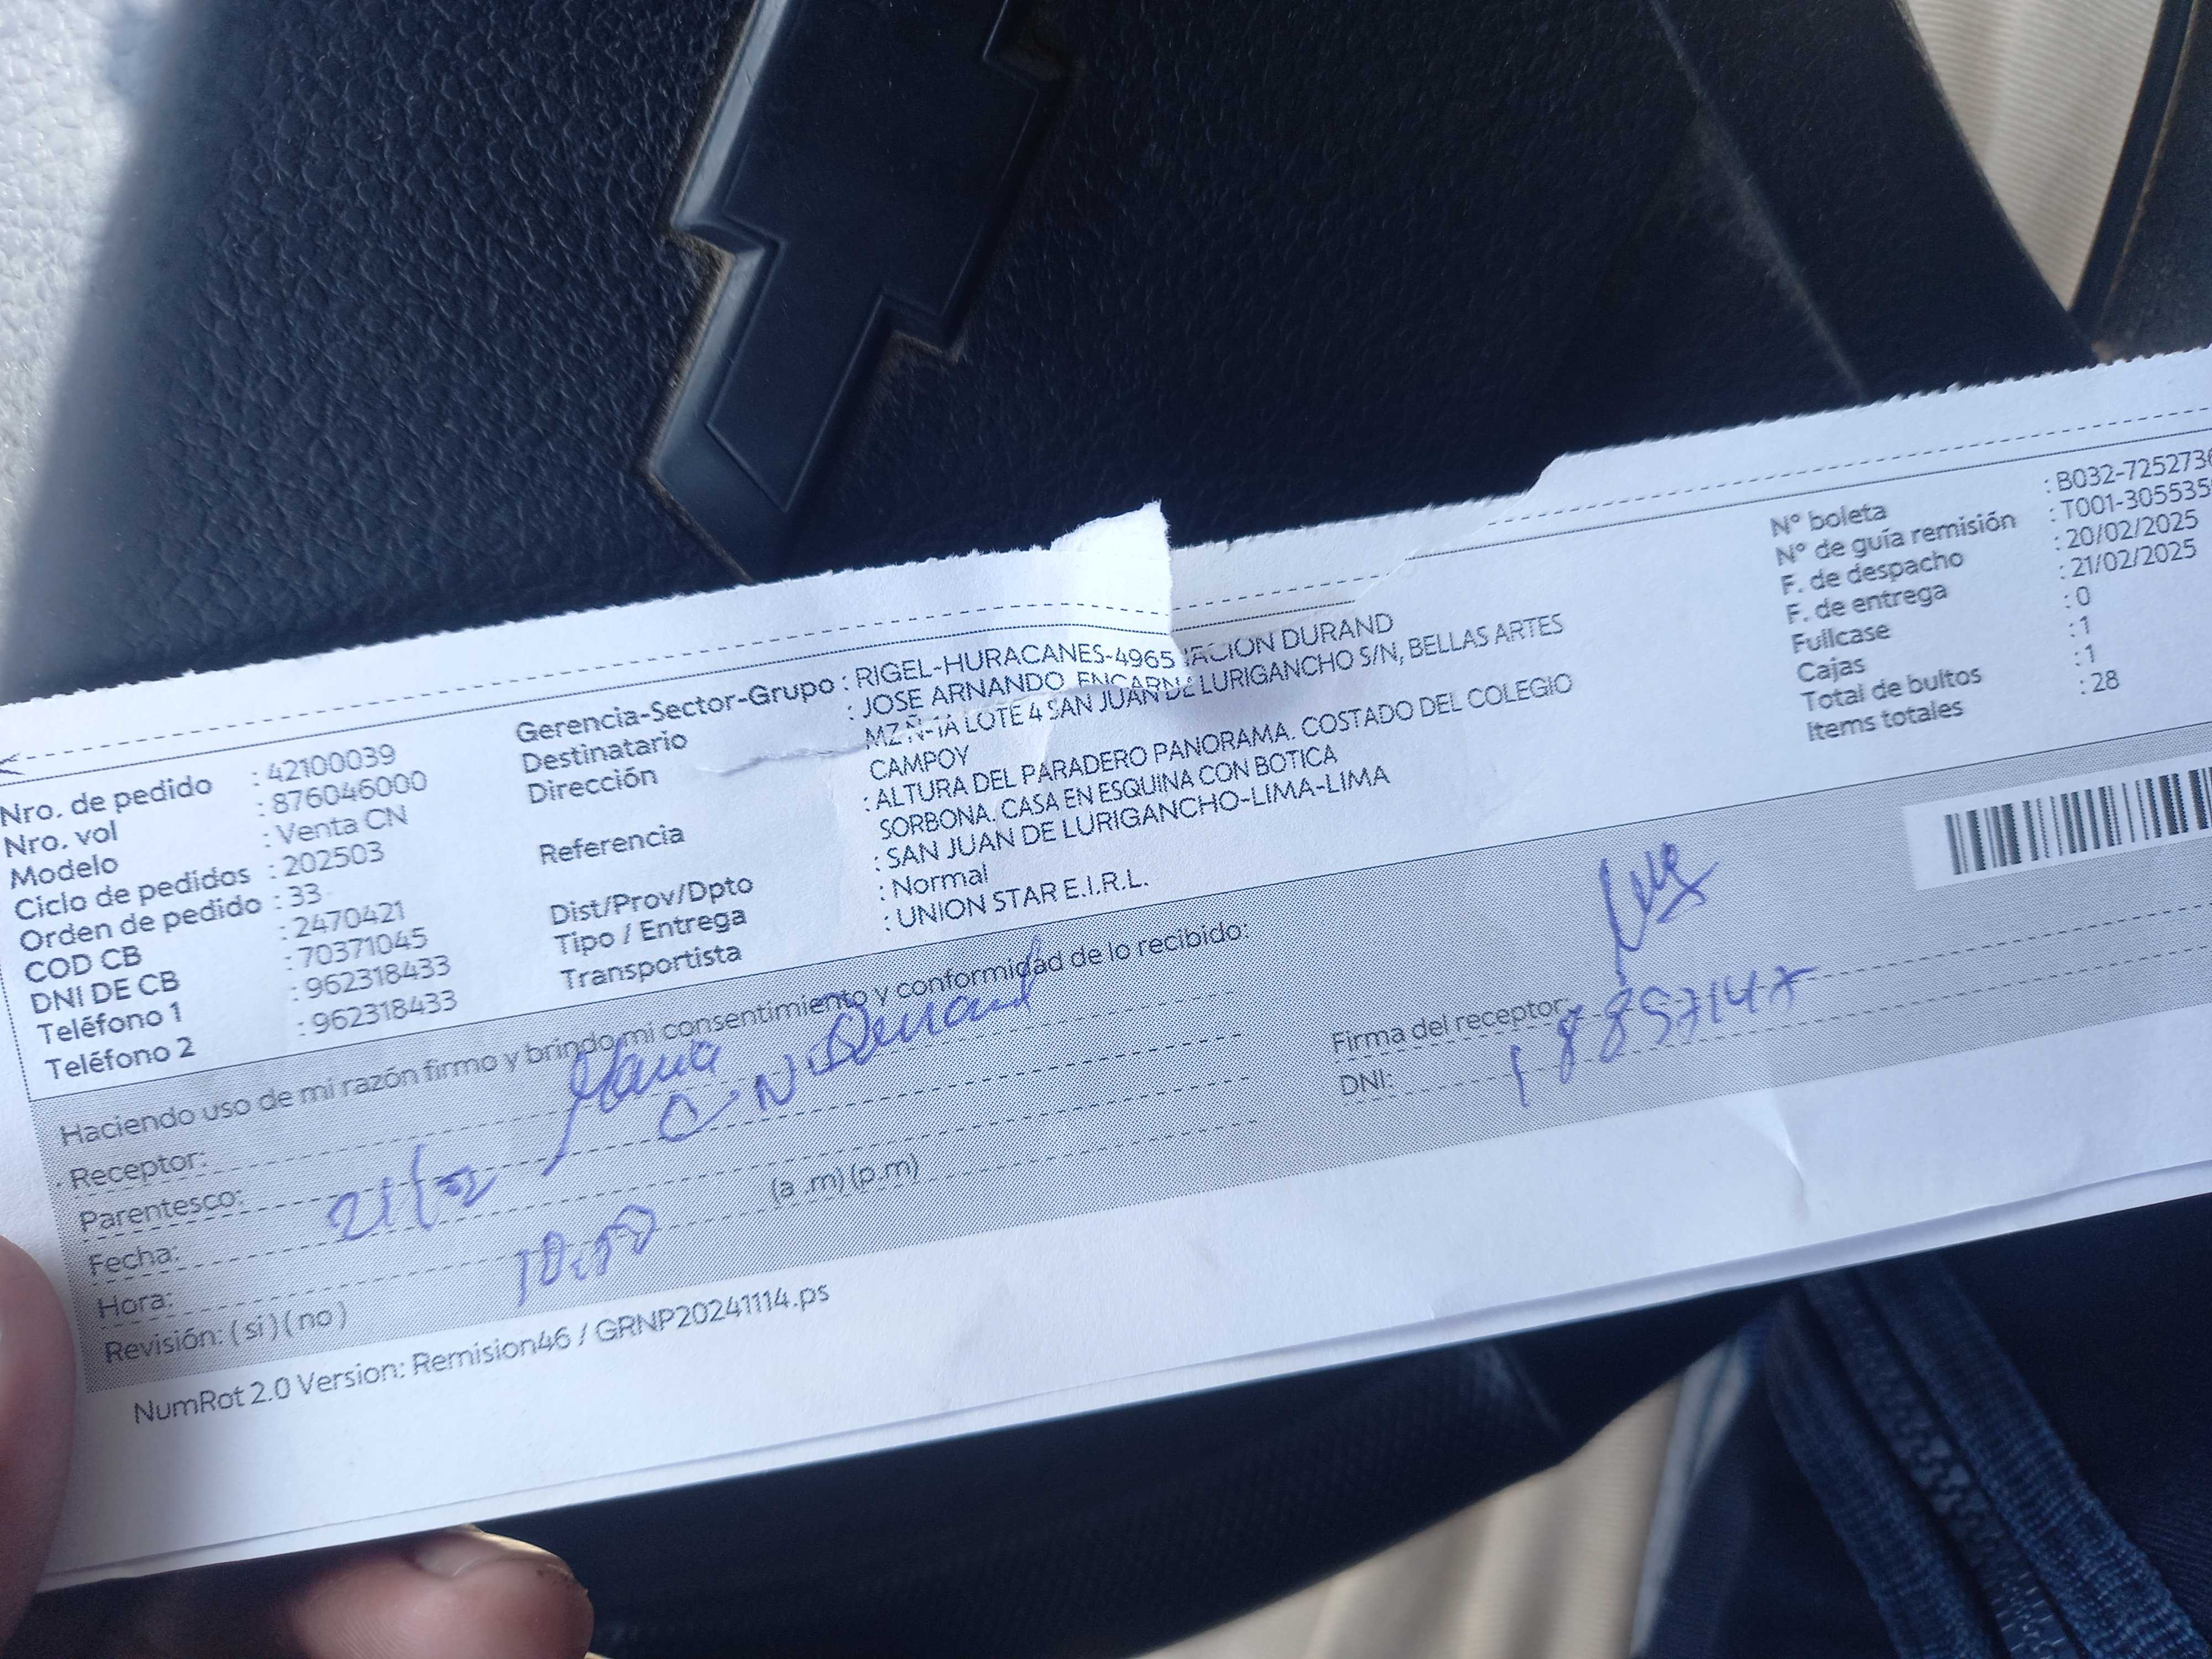 Nro. de pedido : 42100039
Nro. vol : 876046000
Modelo : Venta CN
Ciclo de pedidos : 202503
Orden de pedido : 33
COD CB : 2470421
DNI DE CB : 70371045
Teléfono 1 : 962318433
Teléfono 2 : 962318433
Gerencia-Sector-Grupo : RIGEL-HURACANES-4965
Destinatario : JOSE ARNANDO ENCARNACION DURAND
Dirección MZ Ñ-1A LOTE 4 SAN JUAN DE LURIGANCHO S/N, BELLAS ARTES
CAMPOY
Referencia : ALTURA DEL PARADERO PANORAMA. COSTADO DEL COLEGIO
SORBONA. CASA EN ESQUINA CON BOTICA
Dist/Prov/Dpto : SAN JUAN DE LURIGANCHO-LIMA-LIMA
Tipo / Entrega : Normal
Transportista : UNION STAR E.I.R.L.
N° boleta : B032-725273
N° de guía remisión : T001-305535
F. de despacho : 20/02/2025
F. de entrega : 21/02/2025
Fullcase : 0
Cajas : 1
Total de bultos : 1
Items totales : 28
Haciendo uso de mi razón firmo y brindo mi consentimiento y conformidad de lo recibido:
Receptor:
Parentesco:
Fecha: 21/02
Hora: (a .m) (p.m)
Revisión: ( si ) ( no )
Firma del receptor:
DNI:
NumRot 2.0 Version: Remision46 / GRNP20241114.ps